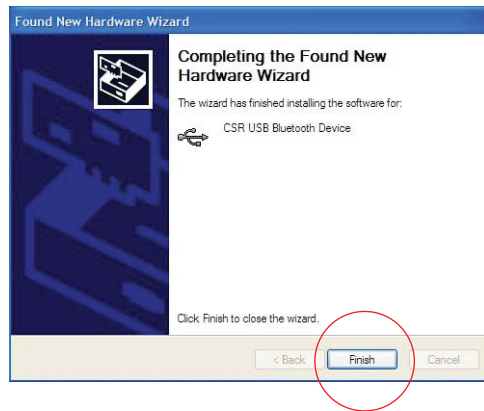 Found New Hardware Wizard
Completing the Found New
Hardware Wizard
The wizard has finished installing the software for:
CSR USB Bluetooth Device
Click Finish to close the wizard.
< Back
Finish
Cancel